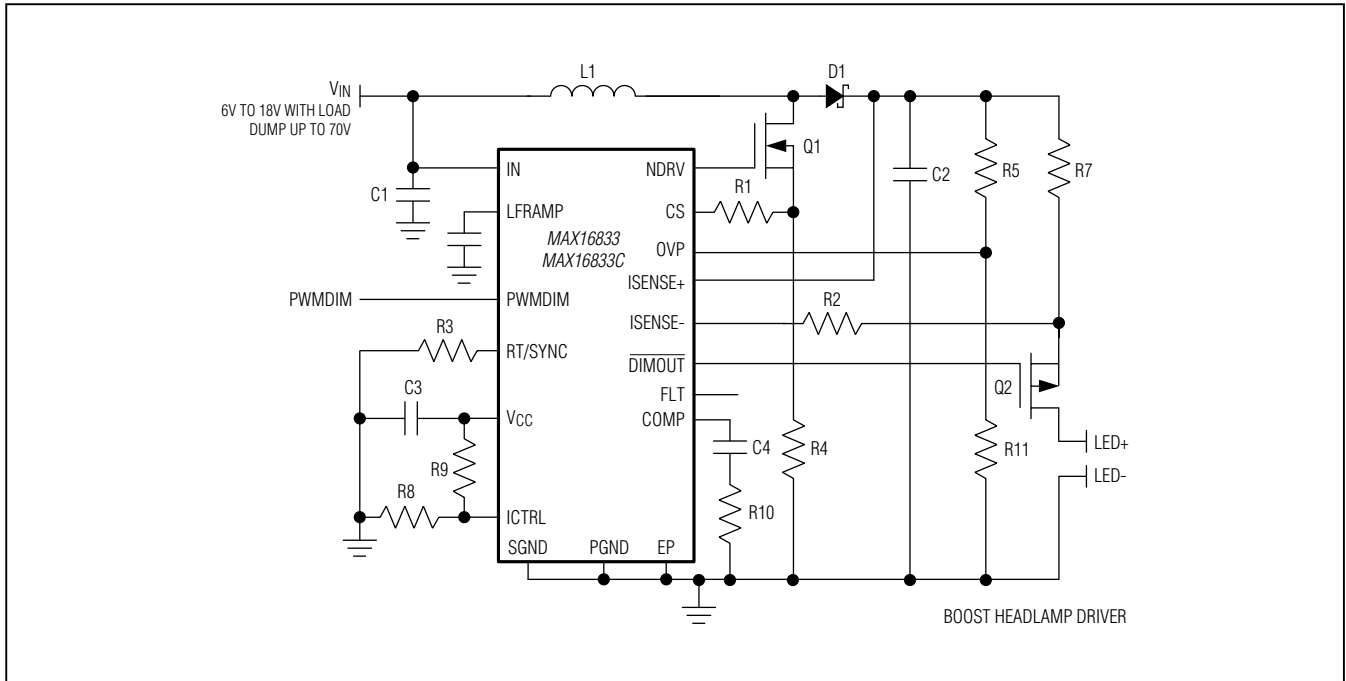 L1
D1
VIN
6V TO 18V WITH LOAD
DUMP UP TO 70V
Q1
IN
NDRV
C1
R1
C2
R5
R7
LFRAMP
CS
MAX16833
MAX16833C
OVP
ISENSE+
PWMDIM
PWMDIM
R2
ISENSE-
R3
RT/SYNC
DIMOUT
Q2
FLT
C3
VCC
COMP
C4
R4
R11
LED+
R9
LED-
R8
R10
ICTRL
SGND
PGND
EP
BOOST HEADLAMP DRIVER